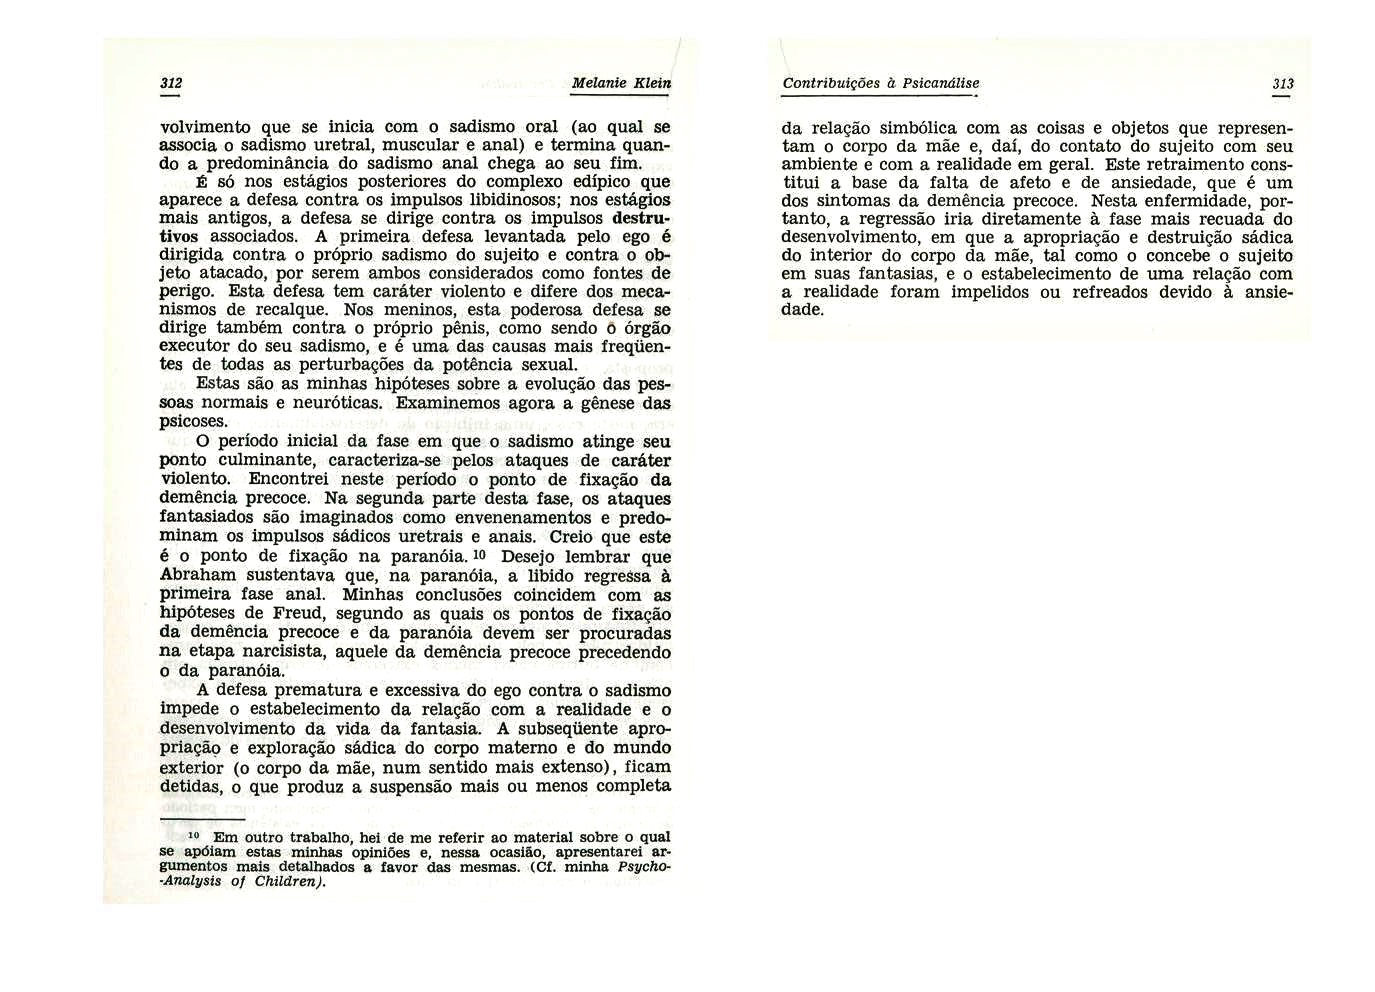 312 Melanie Klein
volvimento que se inicia com o sadismo oral (ao qual se
associa o sadismo uretral, muscular e anal) e termina quan-
do a predominância do sadismo anal chega ao seu fim.
É só nos estágios posteriores do complexo edípico que
aparece a defesa contra os impulsos libidinosos; nos estágios
mais antigos, a defesa se dirige contra os impulsos destru-
tivos associados. A primeira defesa levantada pelo ego é
dirigida contra o próprio sadismo do sujeito e contra o ob-
jeto atacado, por serem ambos considerados como fontes de
perigo. Esta defesa tem caráter violento e difere dos meca-
nismos de recalque. Nos meninos, esta poderosa defesa se
dirige também contra o próprio pênis, como sendo o órgão
executor do seu sadismo, e é uma das causas mais freqüen-
tes de todas as perturbações da potência sexual.
Estas são as minhas hipóteses sobre a evolução das pes-
soas normais e neuróticas. Examinemos agora a gênese das
psicoses.
O período inicial da fase em que o sadismo atinge seu
ponto culminante, caracteriza-se pelos ataques de caráter
violento. Encontrei neste período o ponto de fixação da
demência precoce. Na segunda parte desta fase, os ataques
fantasiados são imaginados como envenenamentos e predo-
minam os impulsos sádicos uretrais e anais. Creio que este
é o ponto de fixação na paranóia. 10 Desejo lembrar que
Abraham sustentava que, na paranóia, a libido regressa à
primeira fase anal. Minhas conclusões coincidem com as
hipóteses de Freud, segundo as quais os pontos de fixação
da demência precoce e da paranóia devem ser procuradas
na etapa narcisista, aquele da demência precoce precedendo
o da paranóia.
A defesa prematura e excessiva do ego contra o sadismo
impede o estabelecimento da relação com a realidade e o
desenvolvimento da vida da fantasia. A subseqüente apro-
priação e exploração sádica do corpo materno e do mundo
exterior (o corpo da mãe, num sentido mais extenso), ficam
detidas, o que produz a suspensão mais ou menos completa
10 Em outro trabalho, hei de me referir ao material sobre o qual
se apóiam estas minhas opiniões e, nessa ocasião, apresentarei ar-
gumentos mais detalhados a favor das mesmas. (Cf. minha Psycho-
-Analysis of Children).
Contribuições à Psicanálise 313
da relação simbólica com as coisas e objetos que represen-
tam o corpo da mãe e, daí, do contato do sujeito com seu
ambiente e com a realidade em geral. Este retraimento cons-
titui a base da falta de afeto e de ansiedade, que é um
dos sintomas da demência precoce. Nesta enfermidade, por-
tanto, a regressão iria diretamente à fase mais recuada do
desenvolvimento, em que a apropriação e destruição sádica
do interior do corpo da mãe, tal como o concebe o sujeito
em suas fantasias, e o estabelecimento de uma relação com
a realidade foram impelidos ou refreados devido à ansie-
dade.